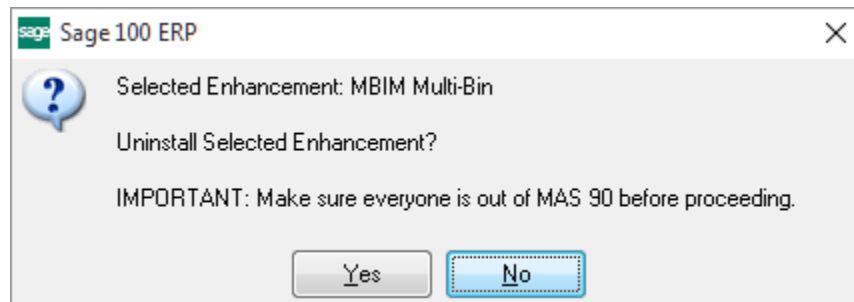 sage Sage 100 ERP
Selected Enhancement: MBIM Multi-Bin
Uninstall Selected Enhancement?
IMPORTANT: Make sure everyone is out of MAS 90 before proceeding.
Yes No